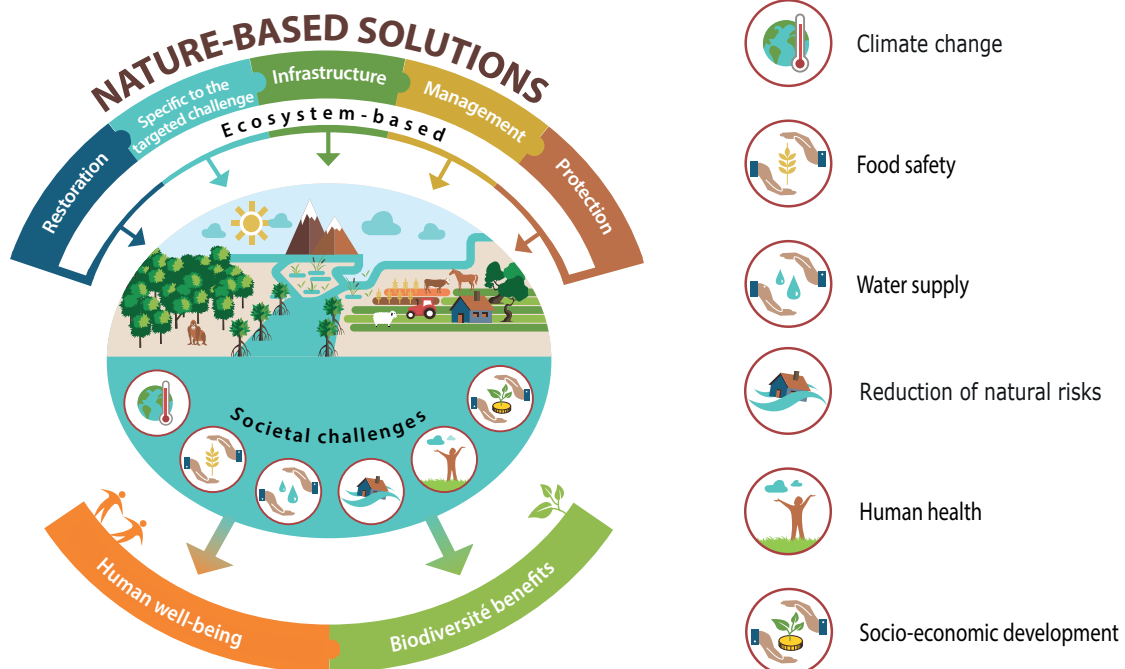 NATURE-BASED SOLUTIONS
Restoration
Specific to the
targeted challenge
Infrastructure
Management
Protection
Ecosystem-based
Societal challenges
Human well-being
Biodiversité benefits
Climate change
Food safety
Water supply
Reduction of natural risks
Human health
Socio-economic development